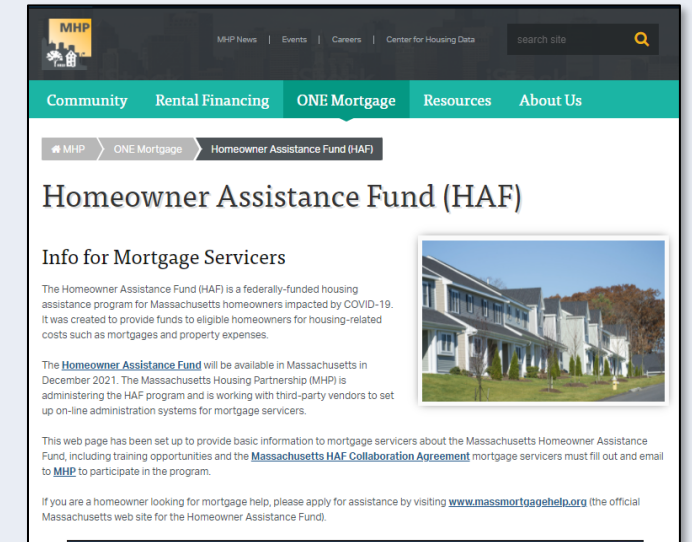 MHP
MHP News | Events | Careers | Center for Housing Data
search site
Community Rental Financing ONE Mortgage Resources About Us
MHP ONE Mortgage Homeowner Assistance Fund (HAF)
Homeowner Assistance Fund (HAF)
Info for Mortgage Servicers
The Homeowner Assistance Fund (HAF) is a federally-funded housing
assistance program for Massachusetts homeowners impacted by COVID-19.
It was created to provide funds to eligible homeowners for housing-related
costs such as mortgages and property expenses.
The Homeowner Assistance Fund will be available in Massachusetts in
December 2021. The Massachusetts Housing Partnership (MHP) is
administering the HAF program and is working with third-party vendors to set
up on-line administration systems for mortgage servicers.
This web page has been set up to provide basic information to mortgage servicers about the Massachusetts Homeowner Assistance
Fund, including training opportunities and the Massachusetts HAF Collaboration Agreement mortgage servicers must fill out and email
to MHP to participate in the program.
If you are a homeowner looking for mortgage help, please apply for assistance by visiting www.massmortgagehelp.org (the official
Massachusetts web site for the Homeowner Assistance Fund).